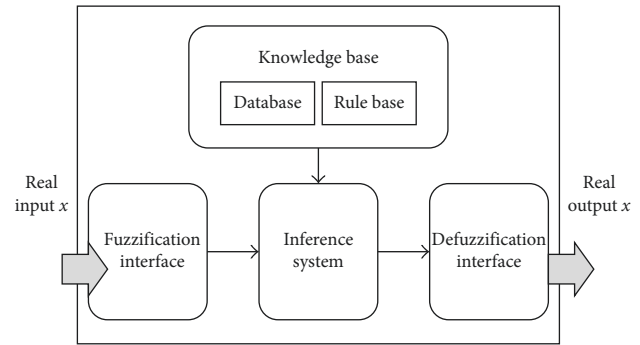 Knowledge base
Database
Rule base
Real
input x
Fuzzification
interface
Inference
system
Defuzzification
interface
Real
output x